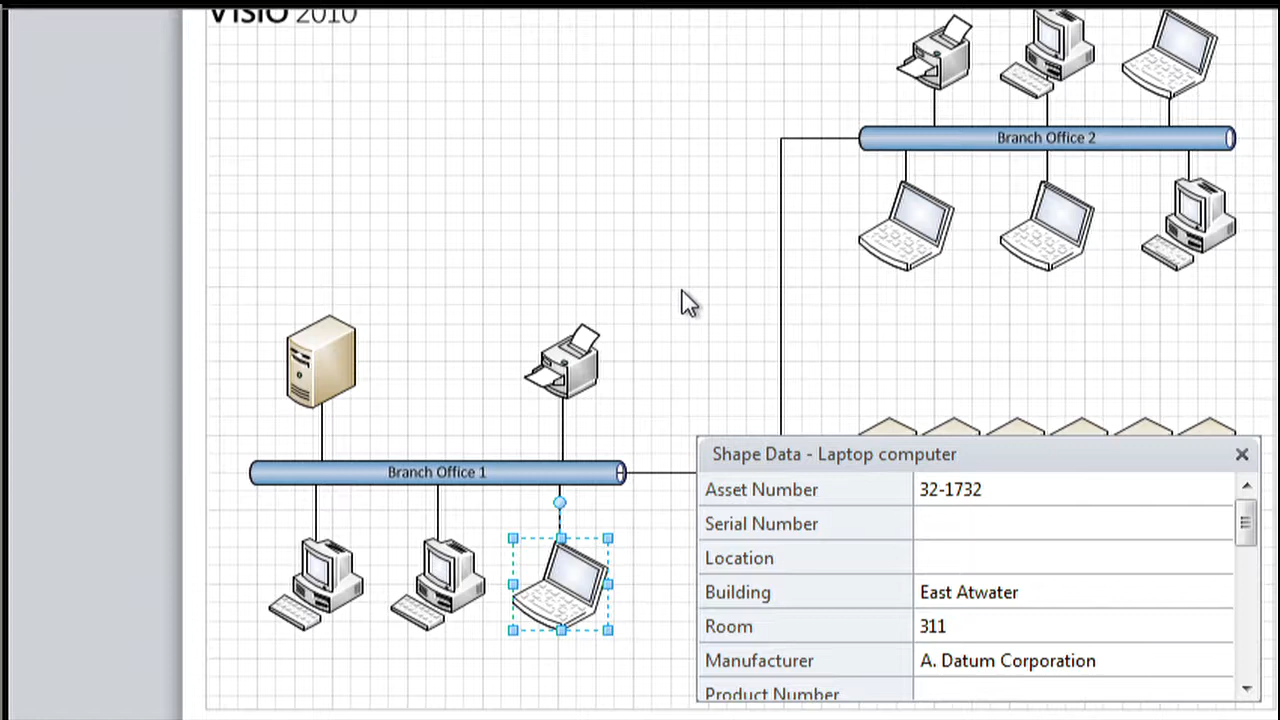 VISIO 2010
Branch Office 2
Branch Office 1
Shape Data - Laptop computer
Asset Number 32-1732
Serial Number
Location
Building East Atwater
Room 311
Manufacturer A. Datum Corporation
Product Number